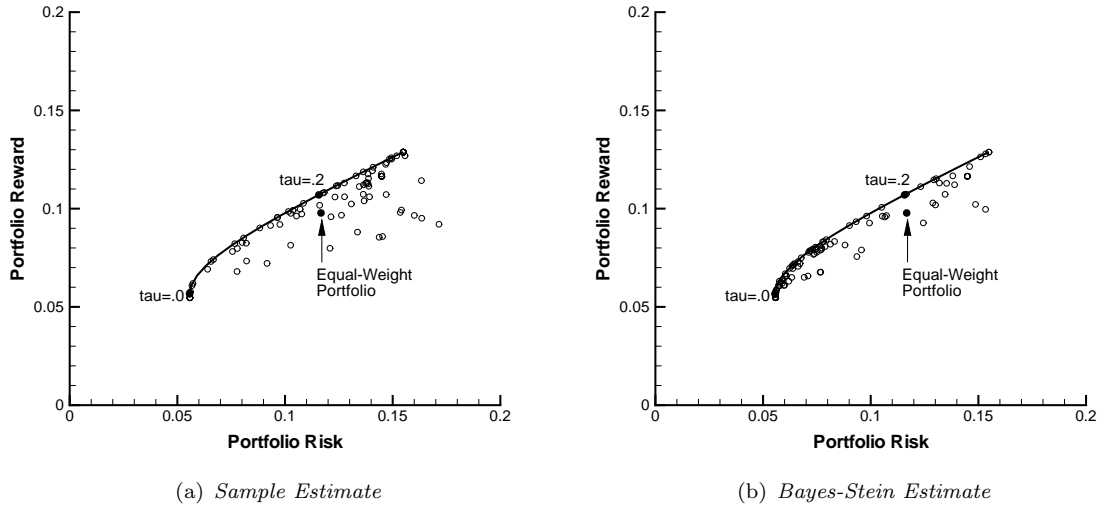 0.2
0.15
0.1
0.05
0
Portfolio Reward
tau=.2
tau=.0
Equal-Weight
Portfolio
0
0.05
0.1
0.15
0.2
Portfolio Risk
(a) Sample Estimate
0.2
0.15
0.1
0.05
0
Portfolio Reward
tau=.2
tau=.0
Equal-Weight
Portfolio
0
0.05
0.1
0.15
0.2
Portfolio Risk
(b) Bayes-Stein Estimate